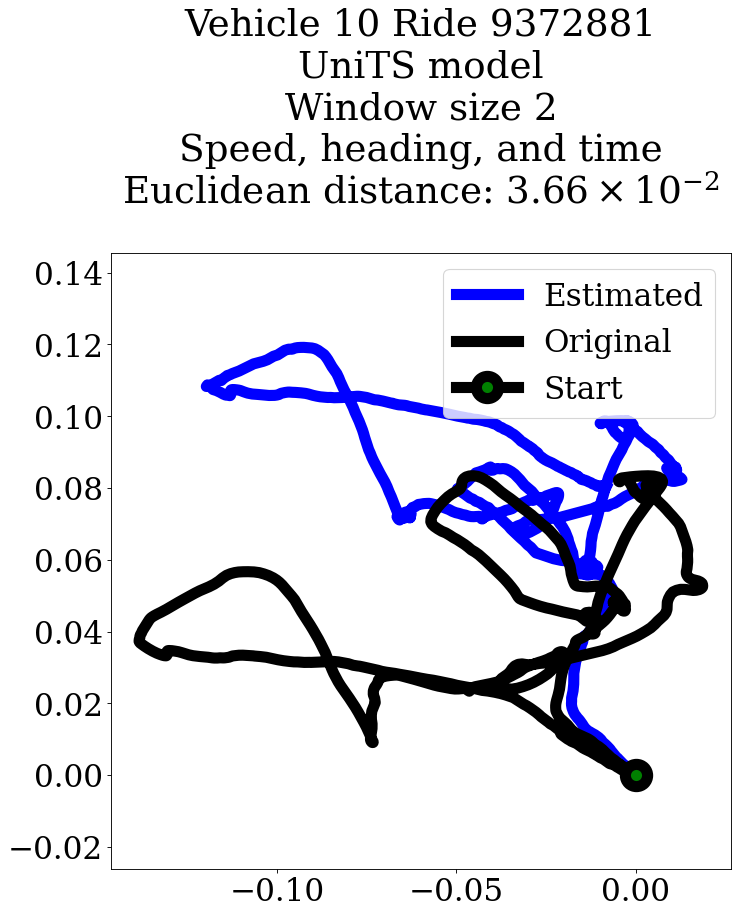 Vehicle 10 Ride 9372881
UniTS model
Window size 2
Speed, heading, and time
Euclidean distance: 3.66 × 10⁻²
0.14
0.12
0.10
0.08
0.06
0.04
0.02
0.00
−0.02
−0.10
−0.05
0.00
Estimated
Original
Start